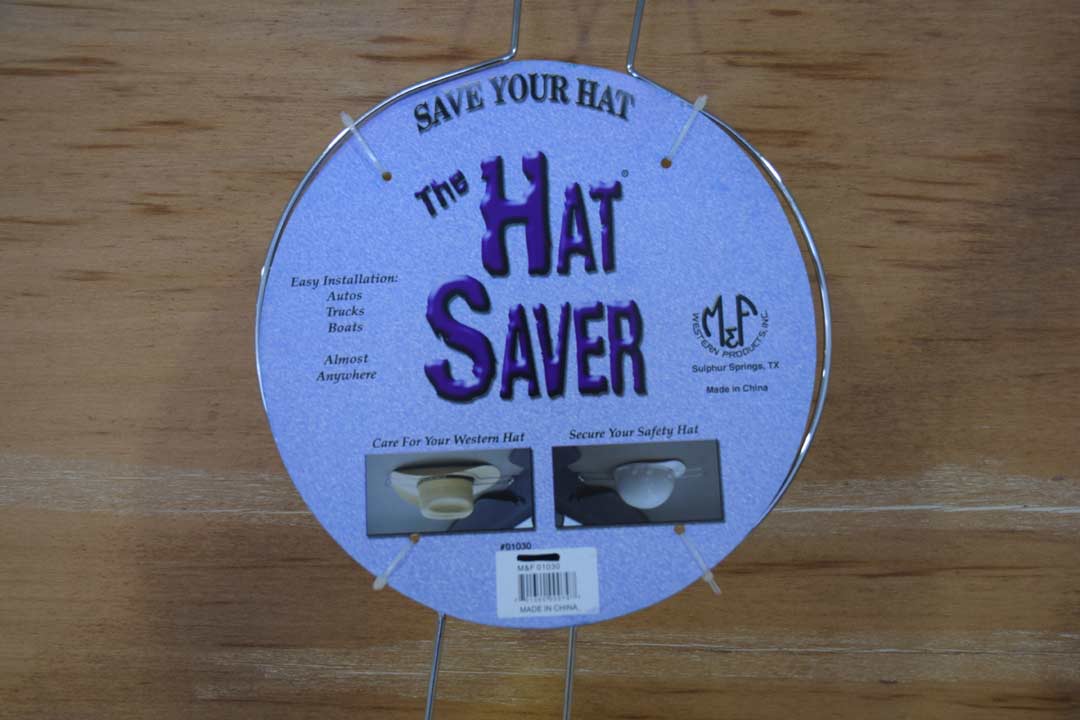 SAVE YOUR HAT
The HAT®
SAVER
Easy Installation:
Autos
Trucks
Boats
Almost
Anywhere
M&F
WESTERN PRODUCTS, INC.
Sulphur Springs, TX
Made in China
Care For Your Western Hat
Secure Your Safety Hat
#01030
M&F 01030
MADE IN CHINA